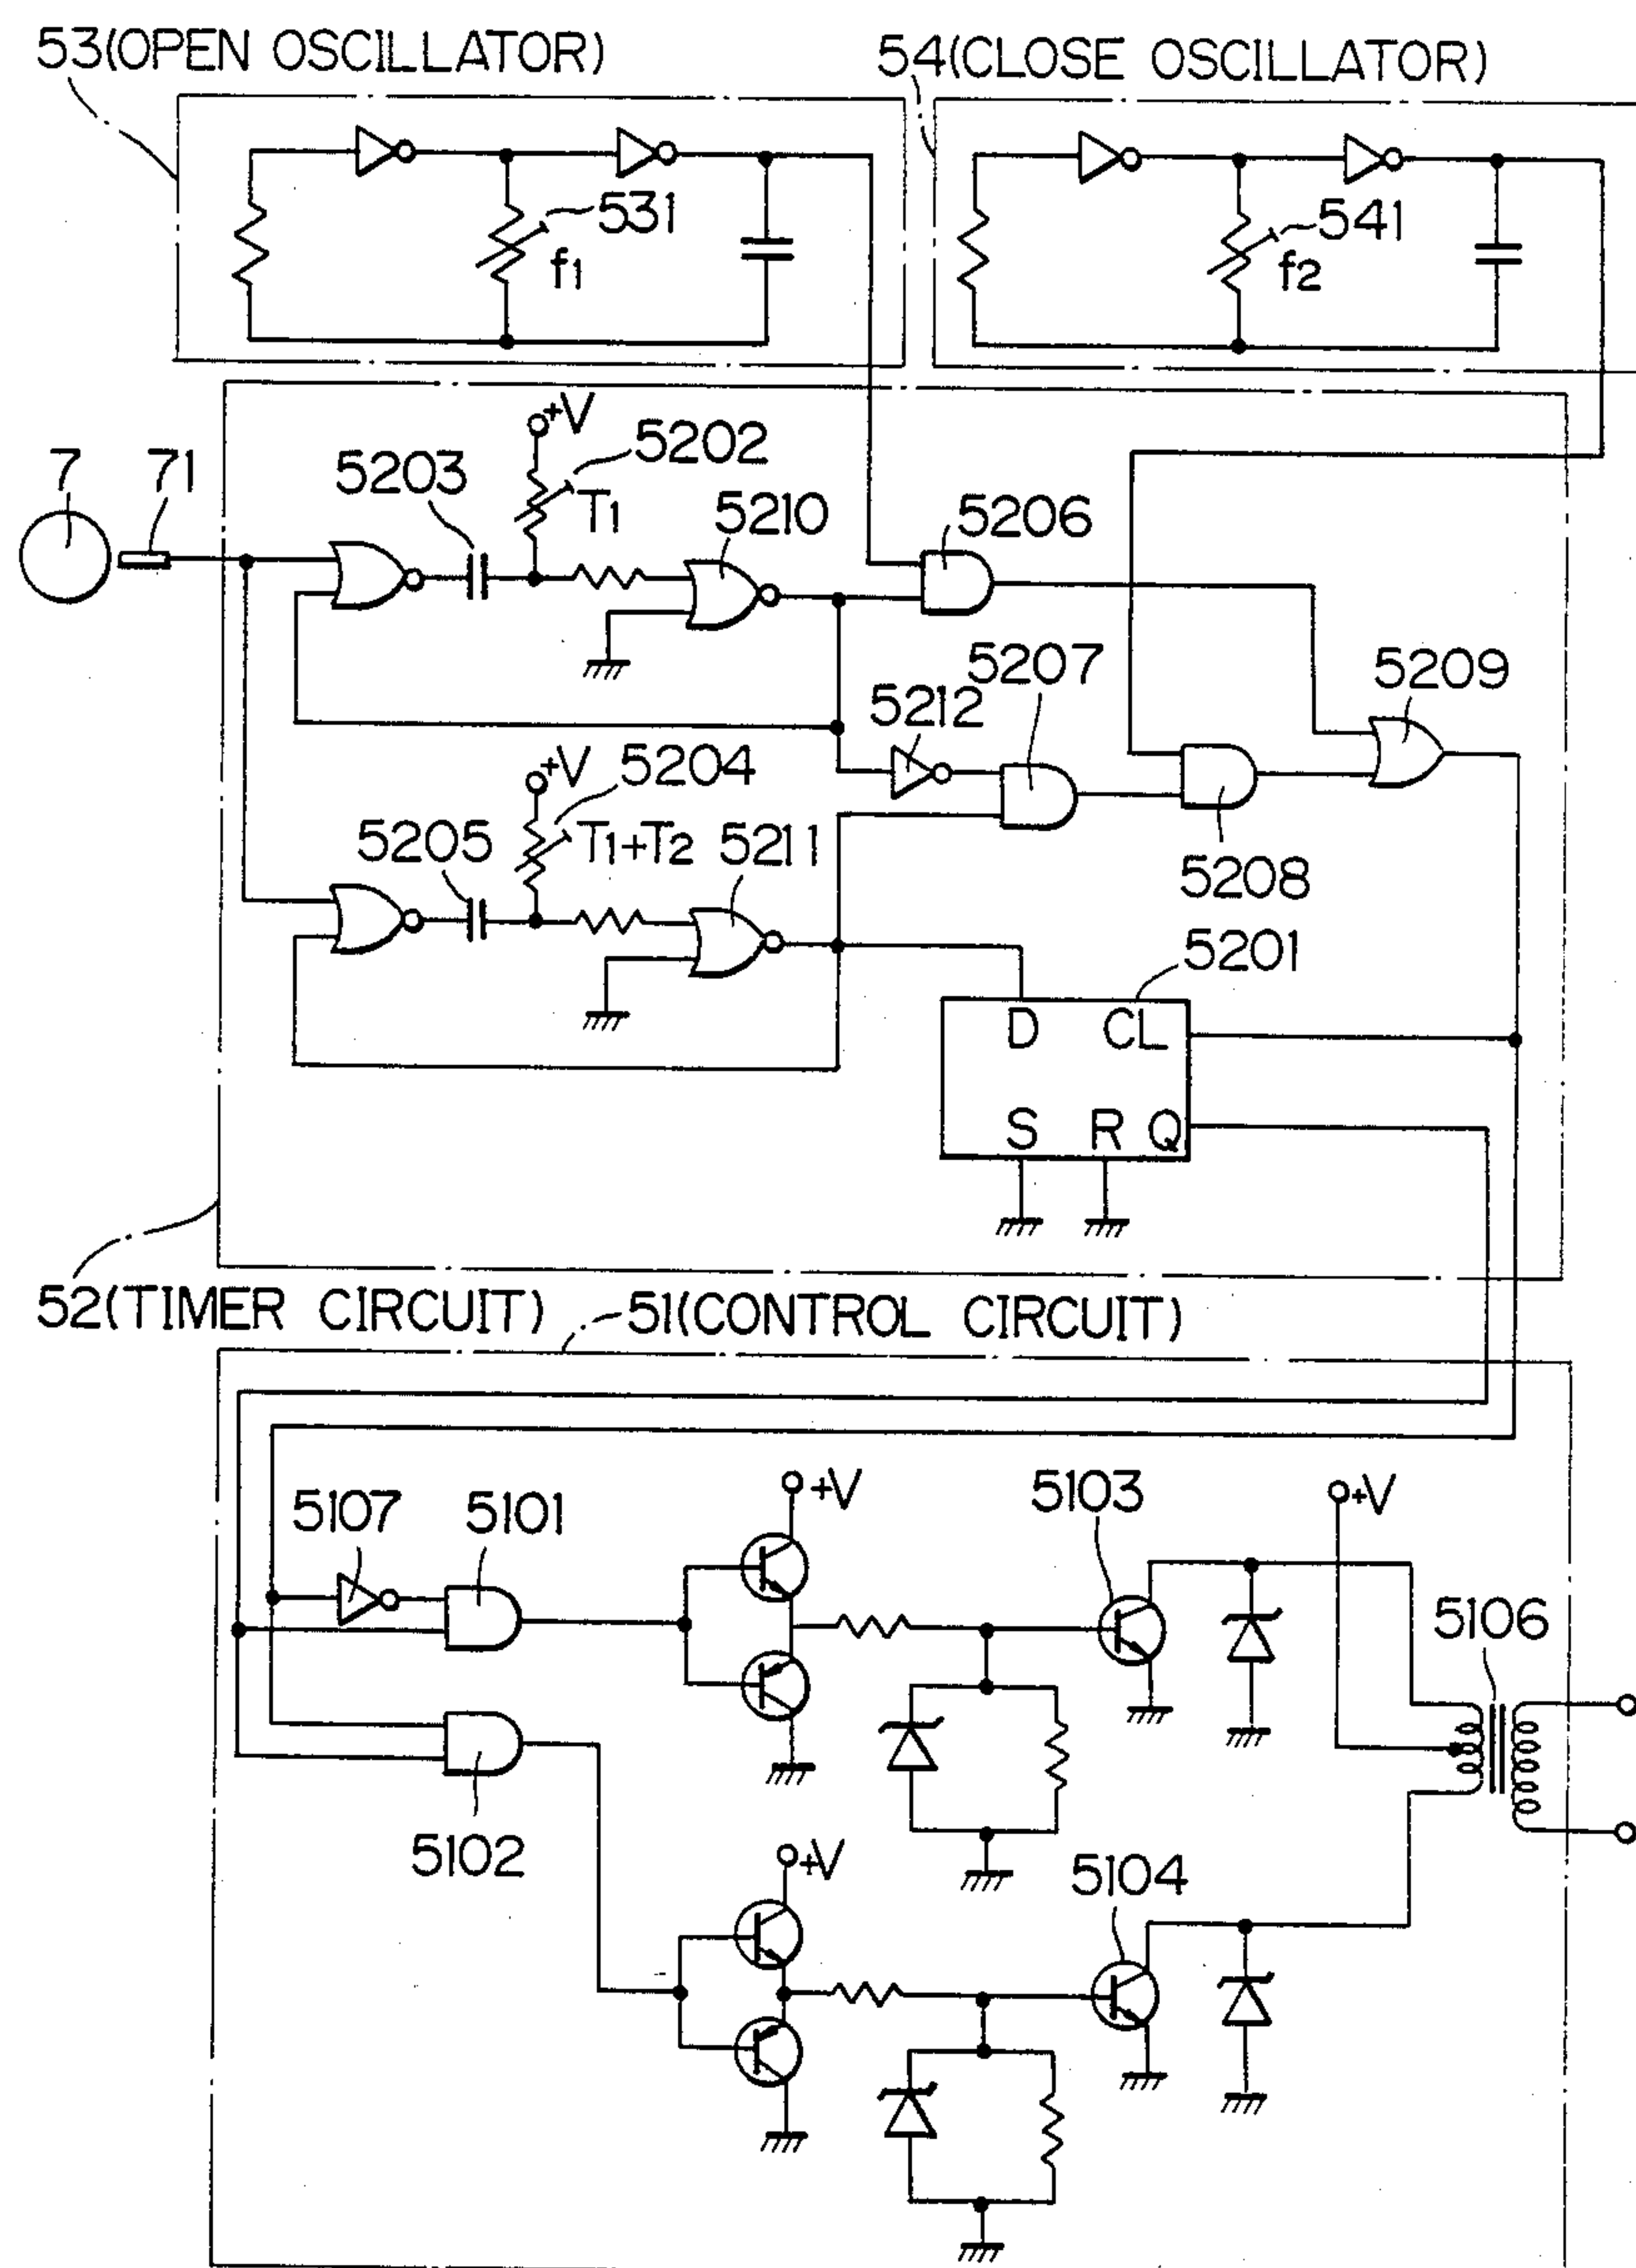 53(OPEN OSCILLATOR)
54(CLOSE OSCILLATOR)
531
f1
541
f2
+V
5202
7
71
5203
T1
5210
5206
5207
5209
5212
+V
5204
5205
T1+T2
5211
5208
5201
D
CL
S
R
Q
52(TIMER CIRCUIT)
51(CONTROL CIRCUIT)
+V
5103
+V
5107
5101
5106
5102
+V
5104